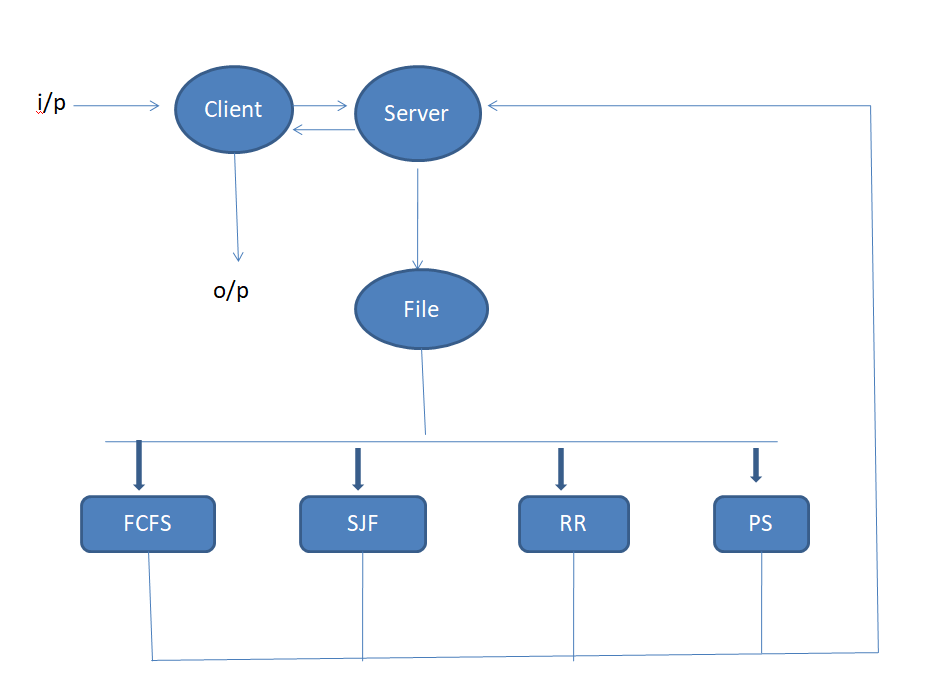 i/p
Client
Server
o/p
File
FCFS
SJF
RR
PS